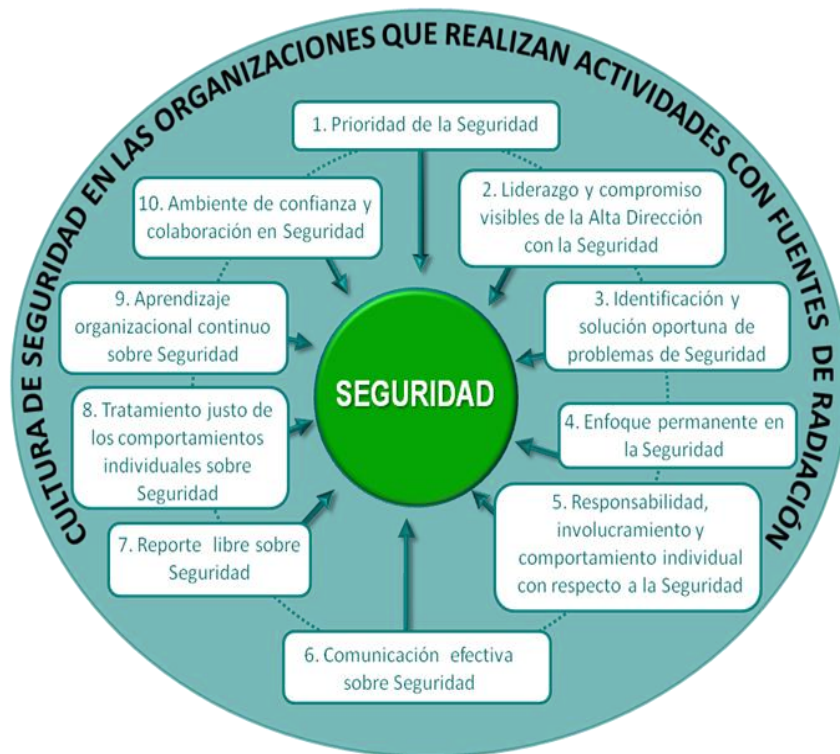 CULTURA DE SEGURIDAD EN LAS ORGANIZACIONES QUE REALIZAN ACTIVIDADES CON FUENTES DE RADIACIÓN
1. Prioridad de la Seguridad
2. Liderazgo y compromiso
visibles de la Alta Dirección
con la Seguridad
3. Identificación y
solución oportuna de
problemas de Seguridad
4. Enfoque permanente en
la Seguridad
5. Responsabilidad,
involucramiento y
comportamiento individual
con respecto a la Seguridad
6. Comunicación efectiva
sobre Seguridad
7. Reporte libre sobre
Seguridad
8. Tratamiento justo de
los comportamientos
individuales sobre
Seguridad
9. Aprendizaje
organizacional continuo
sobre Seguridad
10. Ambiente de confianza y
colaboración en Seguridad
SEGURIDAD